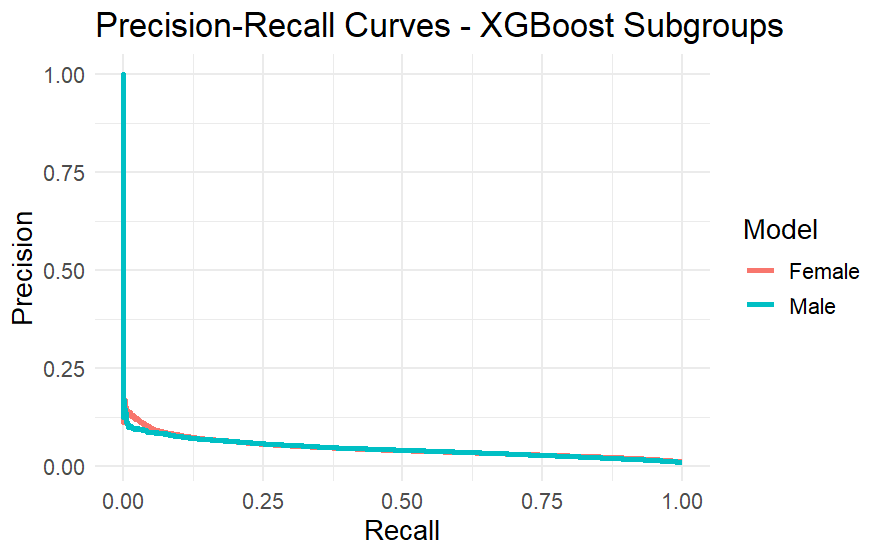 Precision-Recall Curves - XGBoost Subgroups
1.00
0.75
0.50
0.25
0.00
Precision
0.00 0.25 0.50 0.75 1.00
Recall
Model
Female
Male